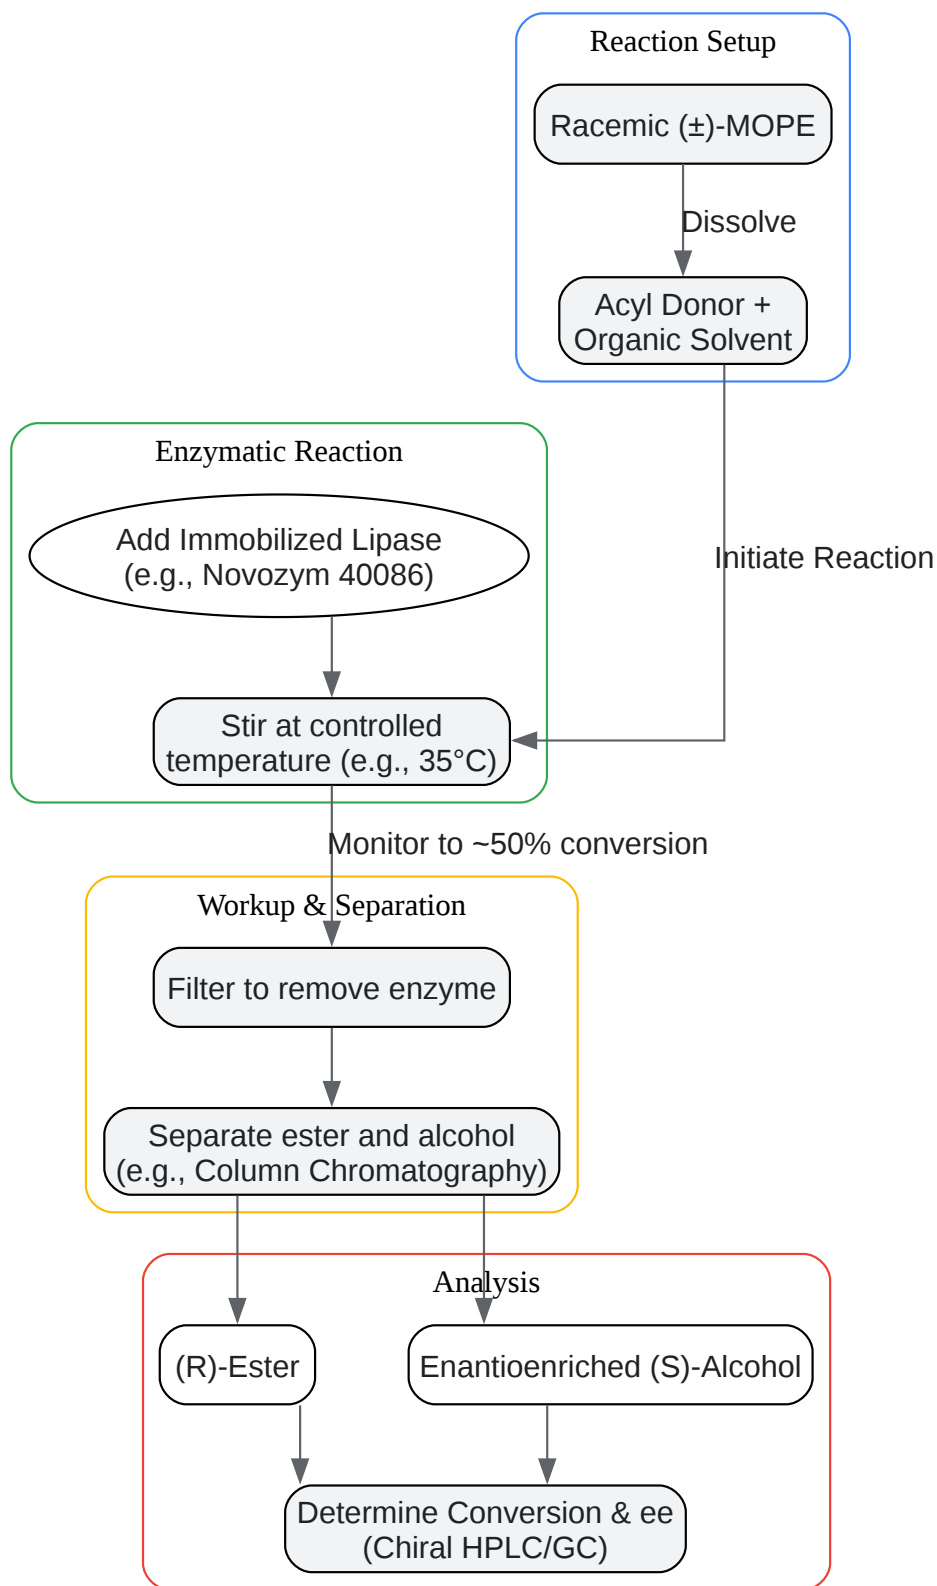 Reaction Setup
Racemic (±)-MOPE
Dissolve
Acyl Donor +
Organic Solvent
Enzymatic Reaction
Add Immobilized Lipase
(e.g., Novozym 40086)
Initiate Reaction
Stir at controlled
temperature (e.g., 35°C)
Monitor to ~50% conversion
Workup & Separation
Filter to remove enzyme
Separate ester and alcohol
(e.g., Column Chromatography)
Analysis
(R)-Ester
Enantioenriched (S)-Alcohol
Determine Conversion & ee
(Chiral HPLC/GC)